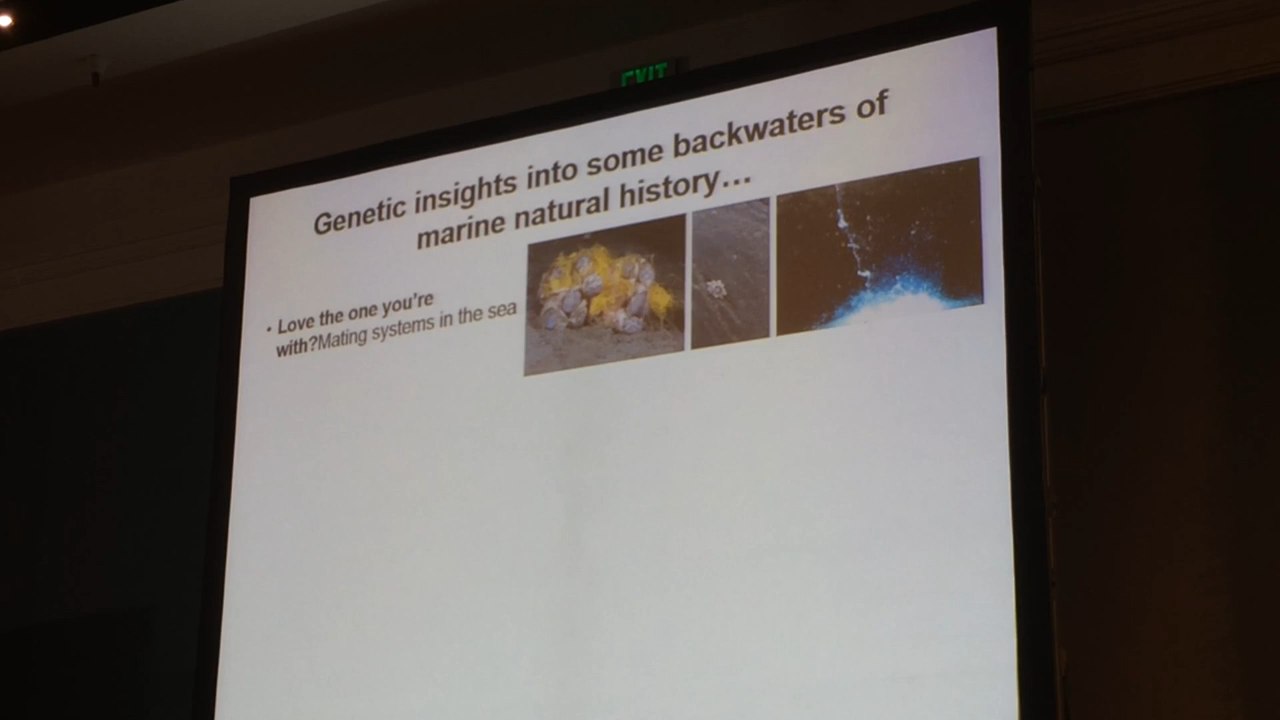 EXIT
Genetic insights into some backwaters of
marine natural history...
• Love the one you're
with?Mating systems in the sea